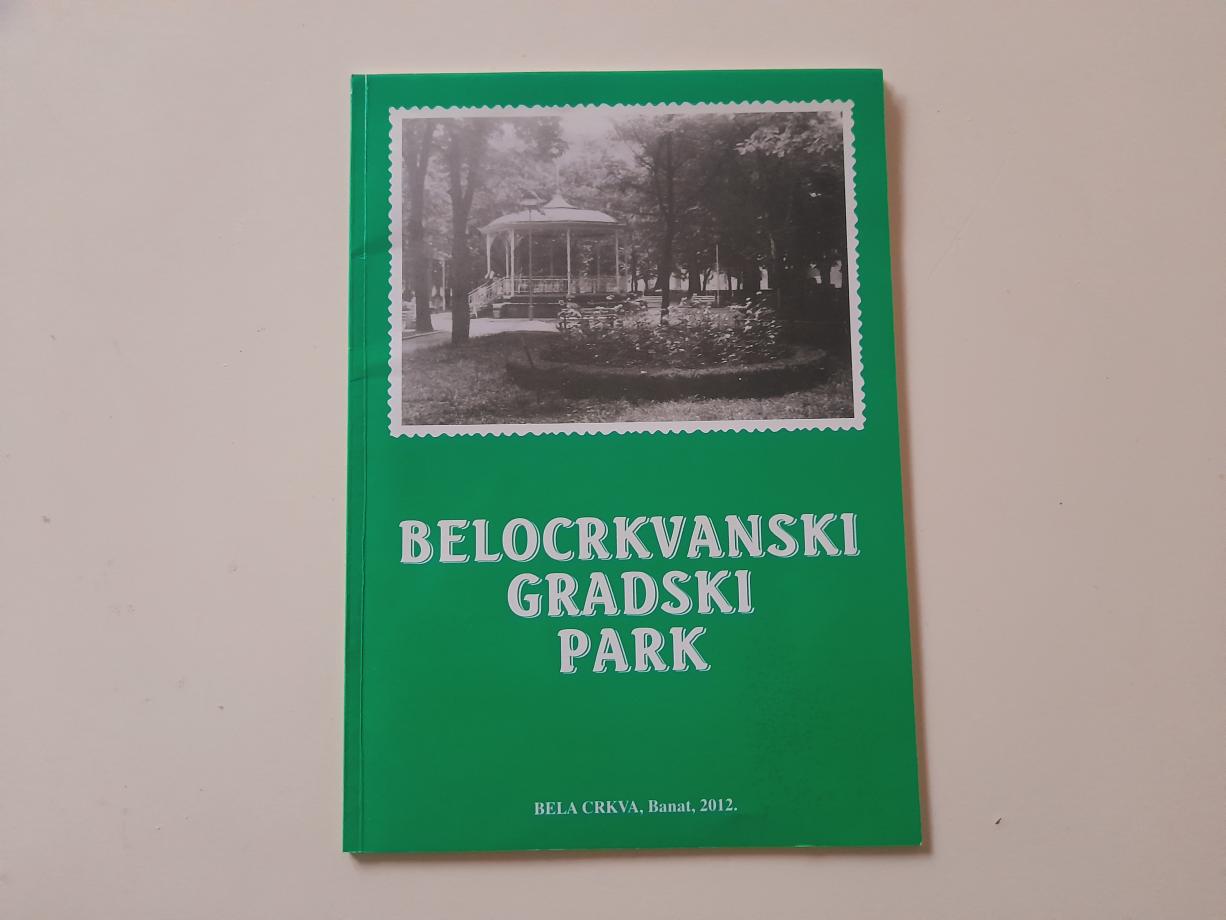 BELOCRKVANSKI
GRADSKI
PARK
BELA CRKVA, Banat, 2012.